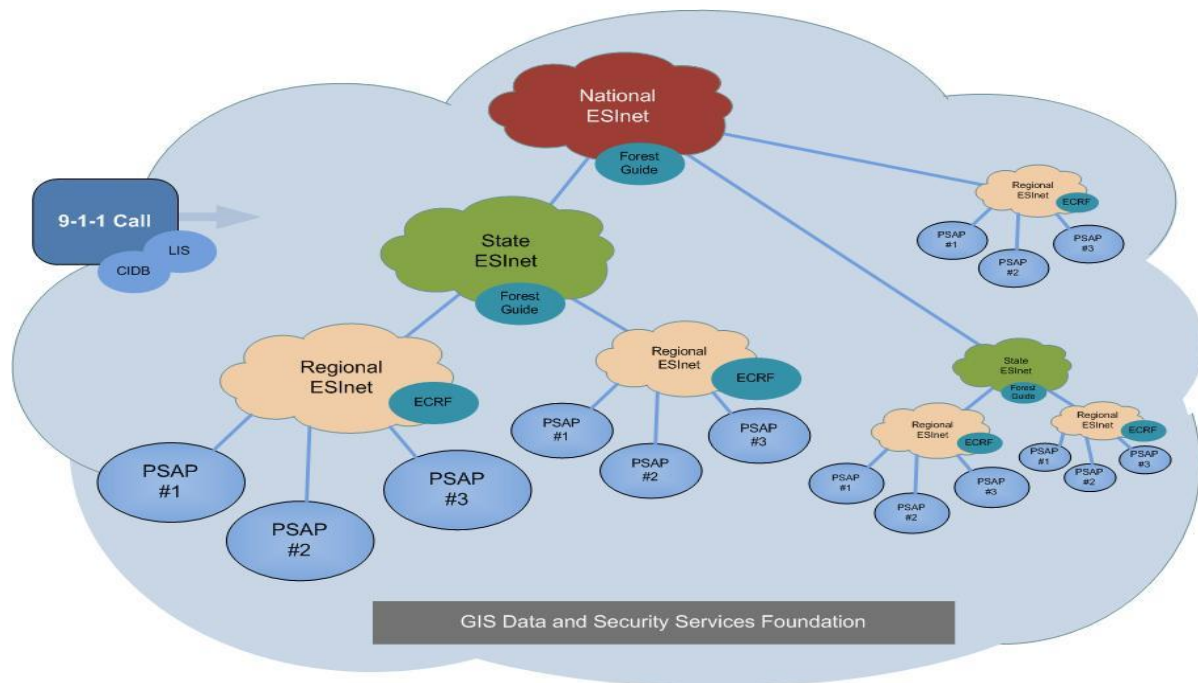 National
ESInet
Forest
Guide
9-1-1 Call
LIS
CIDB
State
ESInet
Forest
Guide
Regional
ESInet
ECRF
PSAP
#1
PSAP
#2
PSAP
#3
Regional
ESInet
ECRF
PSAP
#1
PSAP
#2
PSAP
#3
Regional
ESInet
ECRF
PSAP
#1
PSAP
#2
PSAP
#3
State
ESInet
Forest
Guide
Regional
ESInet
ECRF
PSAP
#1
PSAP
#2
PSAP
#3
Regional
ESInet
ECRF
PSAP
#1
PSAP
#2
PSAP
#3
GIS Data and Security Services Foundation